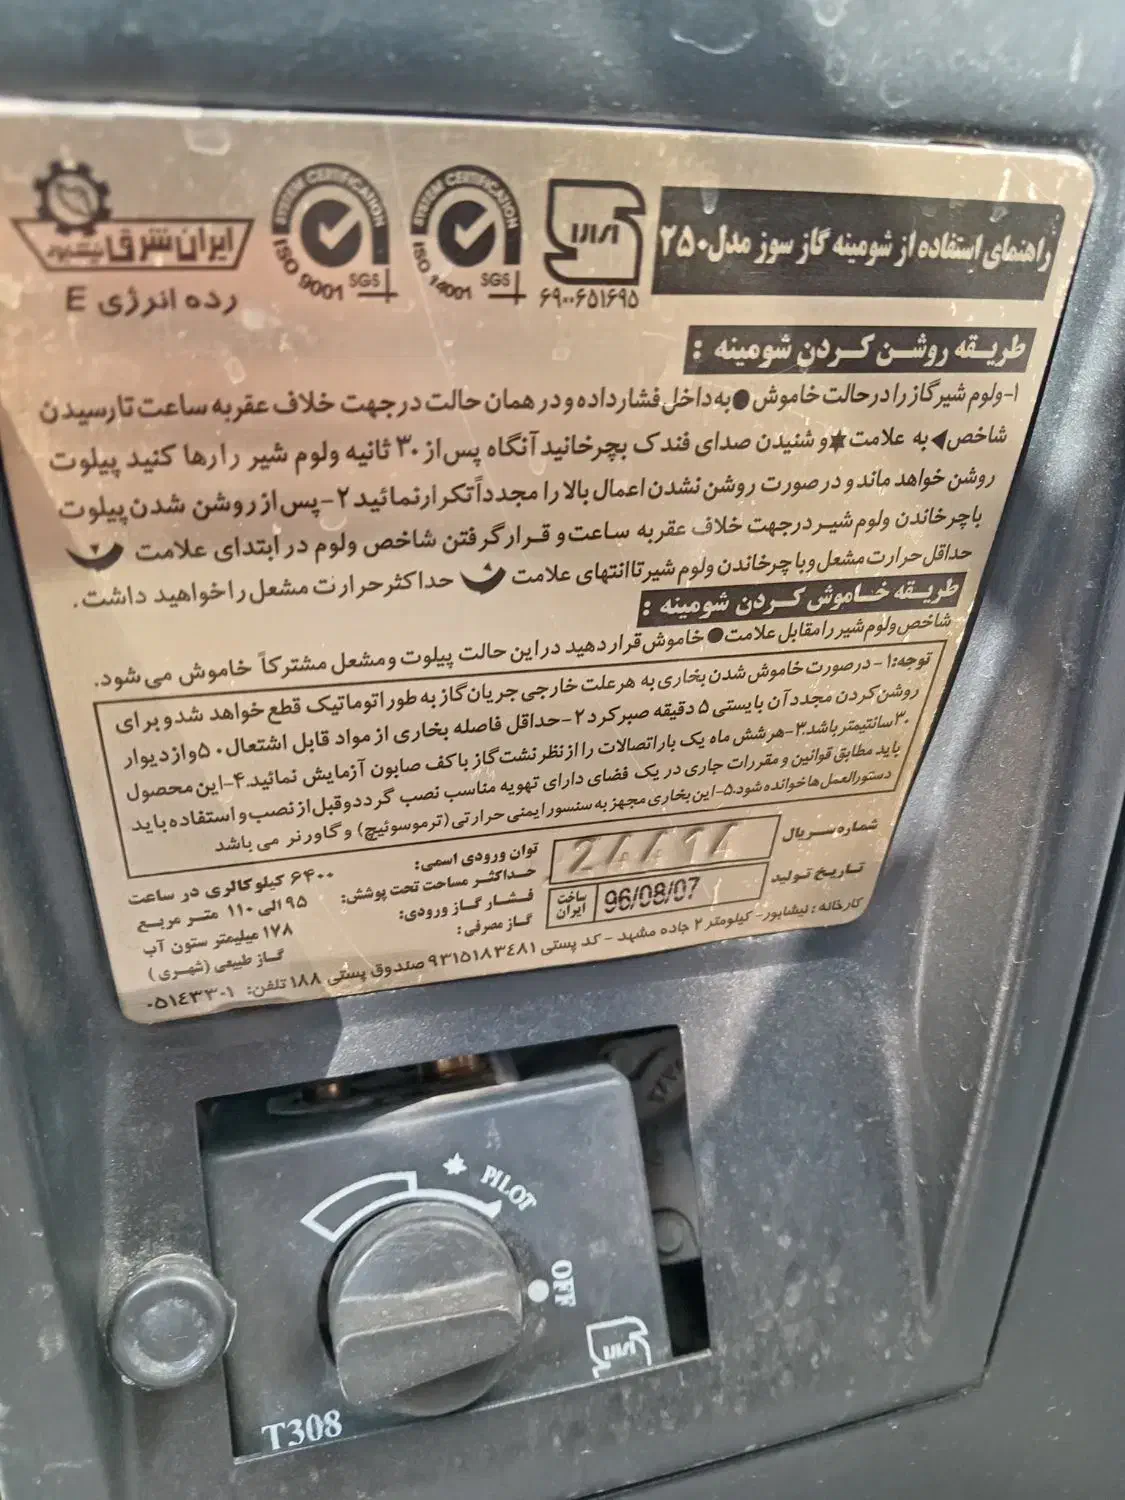 راهنمای استفاده از شومینه گاز سوز مدل ۲۵۰
ایران شرق نیشابور
رده انرژی E
SYSTEM CERTIFICATION
ISO 9001
SGS
SYSTEM CERTIFICATION
ISO 14001
SGS
۶۹۰۰۶۵۱۶۹۵
طریقه روشن کردن شومینه :
۱-ولوم شیرگاز را در حالت خاموش ● به داخل فشار داده و در همان حالت در جهت خلاف عقربه ساعت تا رسیدن
شاخص ◀ به علامت ★ و شنیدن صدای فندک بچرخانید آنگاه پس از ۳۰ ثانیه ولوم شیر را رها کنید پیلوت
روشن خواهد ماند و در صورت روشن نشدن اعمال بالا را مجدداً تکرار نمائید ۲-پس از روشن شدن پیلوت
با چرخاندن ولوم شیر در جهت خلاف عقربه ساعت و قرار گرفتن شاخص ولوم در ابتدای علامت
حداقل حرارت مشعل و با چرخاندن ولوم شیر تا انتهای علامت حداکثر حرارت مشعل را خواهید داشت.
طریقه خاموش کردن شومینه :
شاخص ولوم شیر را مقابل علامت ● خاموش قرار دهید در این حالت پیلوت و مشعل مشترکاً خاموش می شود.
توجه: ۱- در صورت خاموش شدن بخاری به هر علت خارجی جریان گاز به طور اتوماتیک قطع خواهد شد و برای
روشن کردن مجدد آن بایستی ۵ دقیقه صبر کرد ۲-حداقل فاصله بخاری از مواد قابل اشتعال ۵۰ و از دیوار
۳۰ سانتیمتر باشد. ۳-هر شش ماه یک بار اتصالات را از نظر نشت گاز با کف صابون آزمایش نمائید. ۴-این محصول
باید مطابق قوانین و مقررات جاری در یک فضای دارای تهویه مناسب نصب گردد و قبل از نصب و استفاده باید
دستورالعمل ها خوانده شود. ۵-این بخاری مجهز به سنسور ایمنی حرارتی (ترموسوئیچ) و گاورنر می باشد
شماره سریال
24414
تاریخ تولید
96/08/07
ساخت ایران
توان ورودی اسمی: ۶۴۰۰ کیلو کالری در ساعت
حداکثر مساحت تحت پوشش: ۹۵ الی ۱۱۰ متر مربع
فشار گاز ورودی: ۱۷۸ میلیمتر ستون آب
گاز مصرفی: گاز طبیعی (شهری)
کارخانه : نیشابور- کیلومتر ۲ جاده مشهد - کد پستی ۹۳۱۵۱۸۳۴۸۱ صندوق پستی ۱۸۸ تلفن: ۰۵۱۴۳۳۰۱
PILOT
OFF
T308